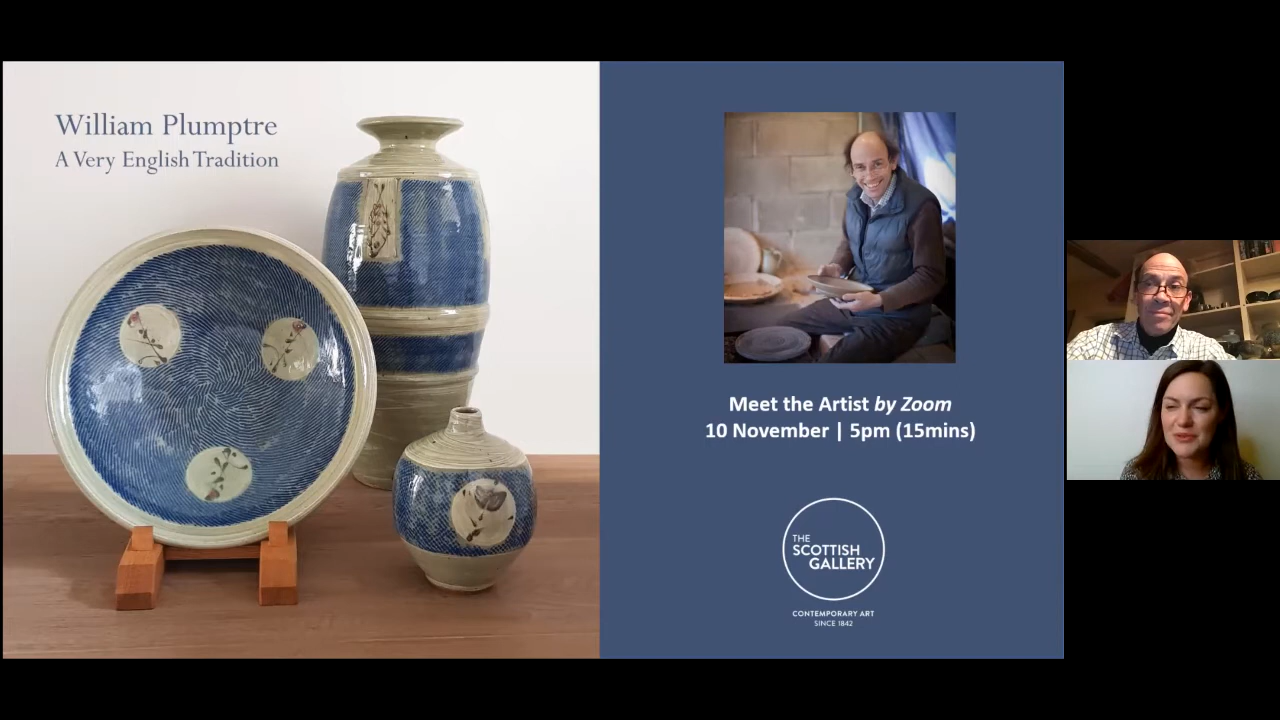 William Plumptre
A Very English Tradition
Meet the Artist by Zoom
10 November | 5pm (15mins)
THE
SCOTTISH
GALLERY
CONTEMPORARY ART
SINCE 1842